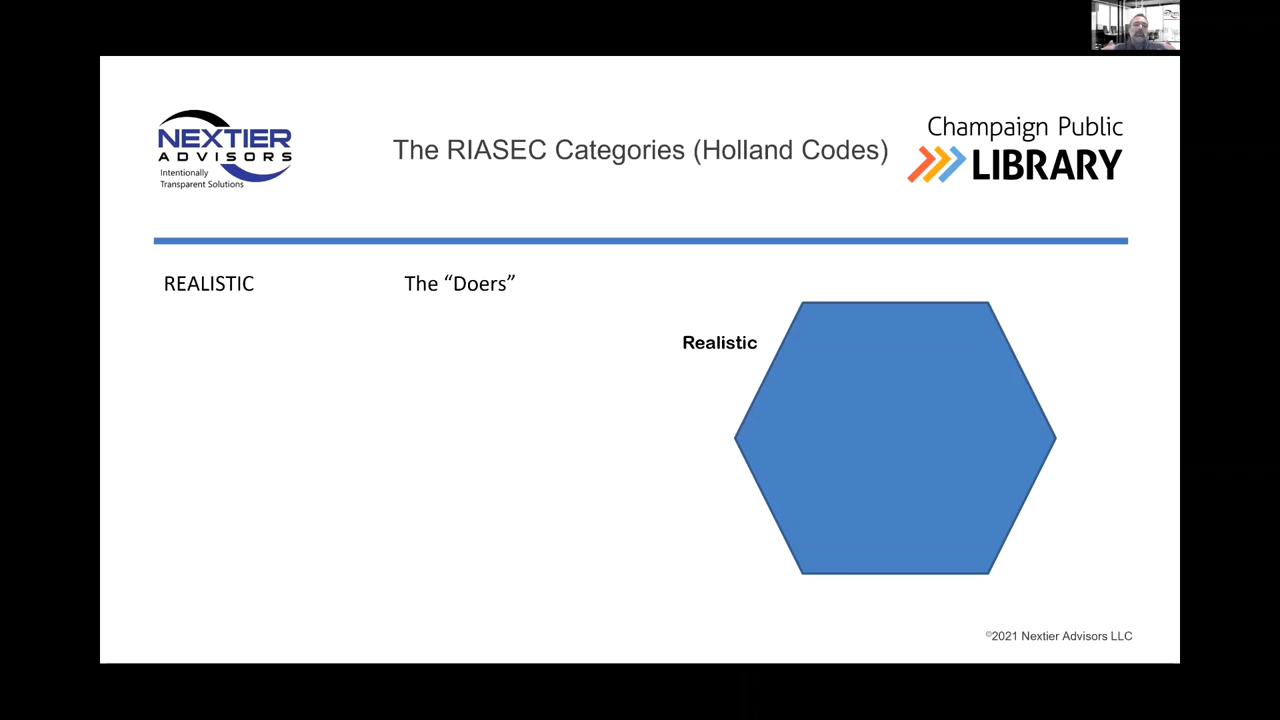 NEXTIER
ADVISORS
Intentionally
Transparent Solutions
The RIASEC Categories (Holland Codes)
Champaign Public
LIBRARY
REALISTIC
The “Doers”
Realistic
©2021 Nextier Advisors LLC